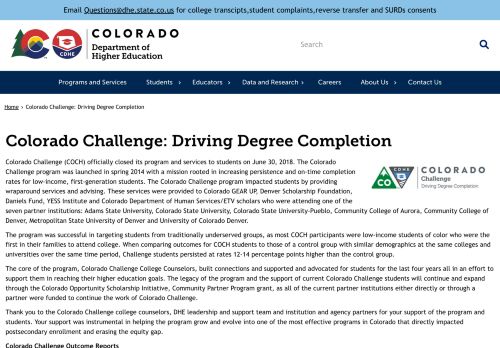 Email Questions@dhe.state.co.us for college transcipts,student complaints,reverse transfer and SURDs consents
CO
CDHE
COLORADO
Department of
Higher Education
Search
Programs and Services
Students
Educators
Data and Research
Careers
About Us
Contact Us
Home > Colorado Challenge: Driving Degree Completion
Colorado Challenge: Driving Degree Completion
Colorado Challenge (COCH) officially closed its program and services to students on June 30, 2018. The Colorado
Challenge program was launched in spring 2014 with a mission rooted in increasing persistence and on-time completion
rates for low-income, first-generation students. The Colorado Challenge program impacted students by providing
wraparound services and advising. These services were provided to Colorado GEAR UP, Denver Scholarship Foundation,
Daniels Fund, YESS Institute and Colorado Department of Human Services/ETV scholars who were attending one of the
seven partner institutions: Adams State University, Colorado State University, Colorado State University-Pueblo, Community College of Aurora, Community College of
Denver, Metropolitan State University of Denver and University of Colorado Denver.
CO
CDHE
COLORADO
Challenge
Driving Degree Completion
The program was successful in targeting students from traditionally underserved groups, as most COCH participants were low-income students of color who were the
first in their families to attend college. When comparing outcomes for COCH students to those of a control group with similar demographics at the same colleges and
universities over the same time period, Challenge students persisted at rates 12-14 percentage points higher than the control group.
The core of the program, Colorado Challenge College Counselors, built connections and supported and advocated for students for the last four years all in an effort to
support them in reaching their higher education goals. The legacy of the program and the support of current Colorado Challenge students will continue and expand
through the Colorado Opportunity Scholarship Initiative, Community Partner Program grant, as all of the current partner institutions either directly or through a
partner were funded to continue the work of Colorado Challenge.
Thank you to the Colorado Challenge college counselors, DHE leadership and support team and institution and agency partners for your support of the program and
students. Your support was instrumental in helping the program grow and evolve into one of the most effective programs in Colorado that directly impacted
postsecondary enrollment and erasing the equity gap.
Colorado Challenge Outcome Reports